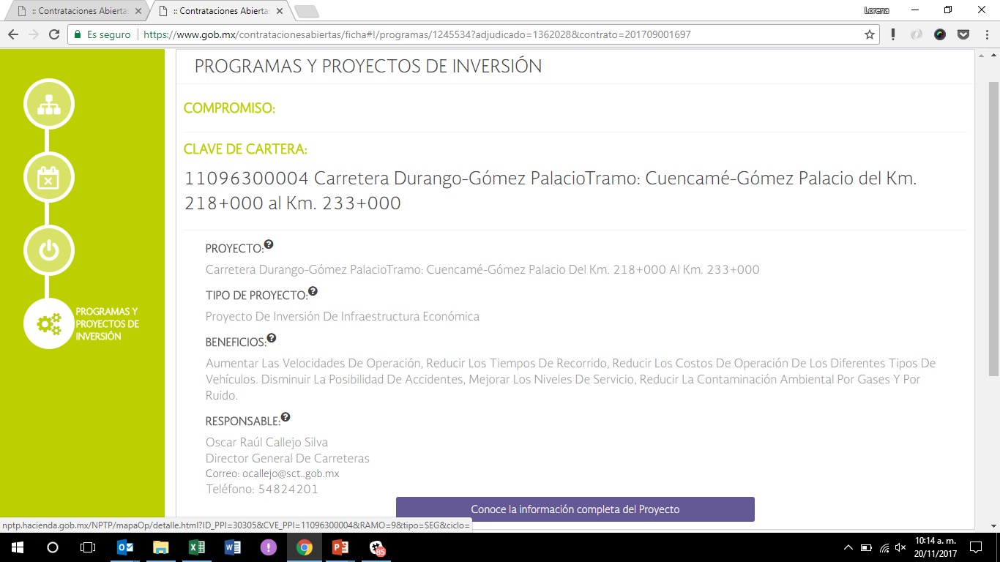 :: Contrataciones Abiertas
:: Contrataciones Abiertas
Lorena
Es seguro
https://www.gob.mx/contratacionesabiertas/ficha#!/programas/1245534?adjudicado=1362028&contrato=201709001697
PROGRAMAS Y PROYECTOS DE INVERSIÓN
COMPROMISO:
CLAVE DE CARTERA:
11096300004 Carretera Durango-Gómez PalacioTramo: Cuencamé-Gómez Palacio del Km.
218+000 al Km. 233+000
PROYECTO:
Carretera Durango-Gómez PalacioTramo: Cuencamé-Gómez Palacio Del Km. 218+000 Al Km. 233+000
TIPO DE PROYECTO:
Proyecto De Inversión De Infraestructura Económica
BENEFICIOS:
Aumentar Las Velocidades De Operación, Reducir Los Tiempos De Recorrido, Reducir Los Costos De Operación De Los Diferentes Tipos De
Vehículos. Disminuir La Posibilidad De Accidentes, Mejorar Los Niveles De Servicio, Reducir La Contaminación Ambiental Por Gases Y Por
Ruido.
RESPONSABLE:
Oscar Raúl Callejo Silva
Director General De Carreteras
Correo: ocallejo@sct..gob.mx
Teléfono: 54824201
Conoce la información completa del Proyecto
PROGRAMAS Y
PROYECTOS DE
INVERSIÓN
nptp.hacienda.gob.mx/NPTP/mapaOp/detalle.html?ID_PPI=30305&CVE_PPI=11096300004&RAMO=9&tipo=SEG&ciclo=
85
10:14 a. m.
20/11/2017